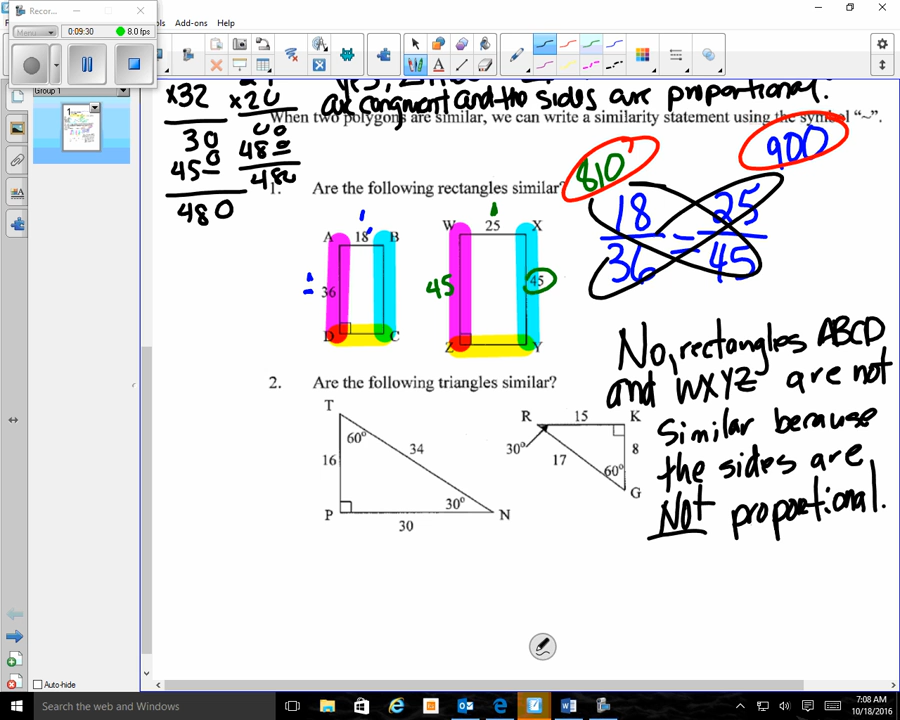 Recor...
Menu
0:09:30
8.0 fps
ols Add-ons Help
Group 1
1
x32 x20
30 00
450 480
480 480
are congruent and the sides are proportional.
When two polygons are similar, we can write a similarity statement using the symbol “~”.
810 900
1. Are the following rectangles similar?
18 = 25
36 45
A 18 B
36
D C
W 25 X
45 45
Z Y
No, rectangles ABCD
and WXYZ are not
similar because
the sides are
NOT proportional.
2. Are the following triangles similar?
T
60°
16 34
30°
P 30 N
R 15 K
30° 8
17 60°
G
Auto-hide
Search the web and Windows
7:08 AM
10/18/2016